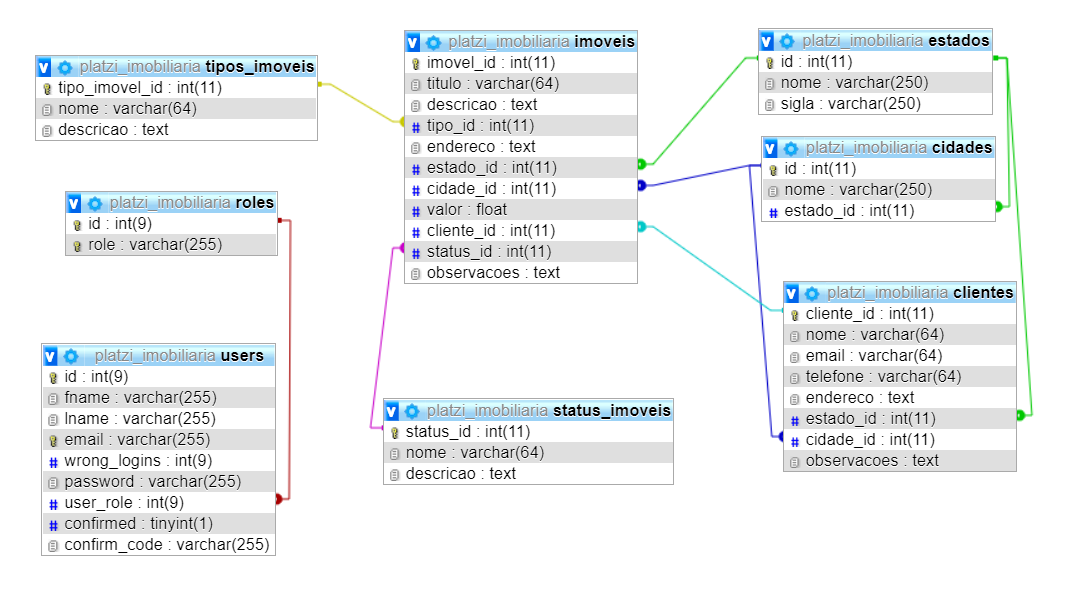 platzi_imobiliaria tipos_imoveis
tipo_imovel_id : int(11)
nome : varchar(64)
descricao : text
platzi_imobiliaria roles
id : int(9)
role : varchar(255)
platzi_imobiliaria users
id : int(9)
fname : varchar(255)
lname : varchar(255)
email : varchar(255)
wrong_logins : int(9)
password : varchar(255)
user_role : int(9)
confirmed : tinyint(1)
confirm_code : varchar(255)
platzi_imobiliaria imoveis
imovel_id : int(11)
titulo : varchar(64)
descricao : text
tipo_id : int(11)
endereco : text
estado_id : int(11)
cidade_id : int(11)
valor : float
cliente_id : int(11)
status_id : int(11)
observacoes : text
platzi_imobiliaria status_imoveis
status_id : int(11)
nome : varchar(64)
descricao : text
platzi_imobiliaria estados
id : int(11)
nome : varchar(250)
sigla : varchar(250)
platzi_imobiliaria cidades
id : int(11)
nome : varchar(250)
estado_id : int(11)
platzi_imobiliaria clientes
cliente_id : int(11)
nome : varchar(64)
email : varchar(64)
telefone : varchar(64)
endereco : text
estado_id : int(11)
cidade_id : int(11)
observacoes : text